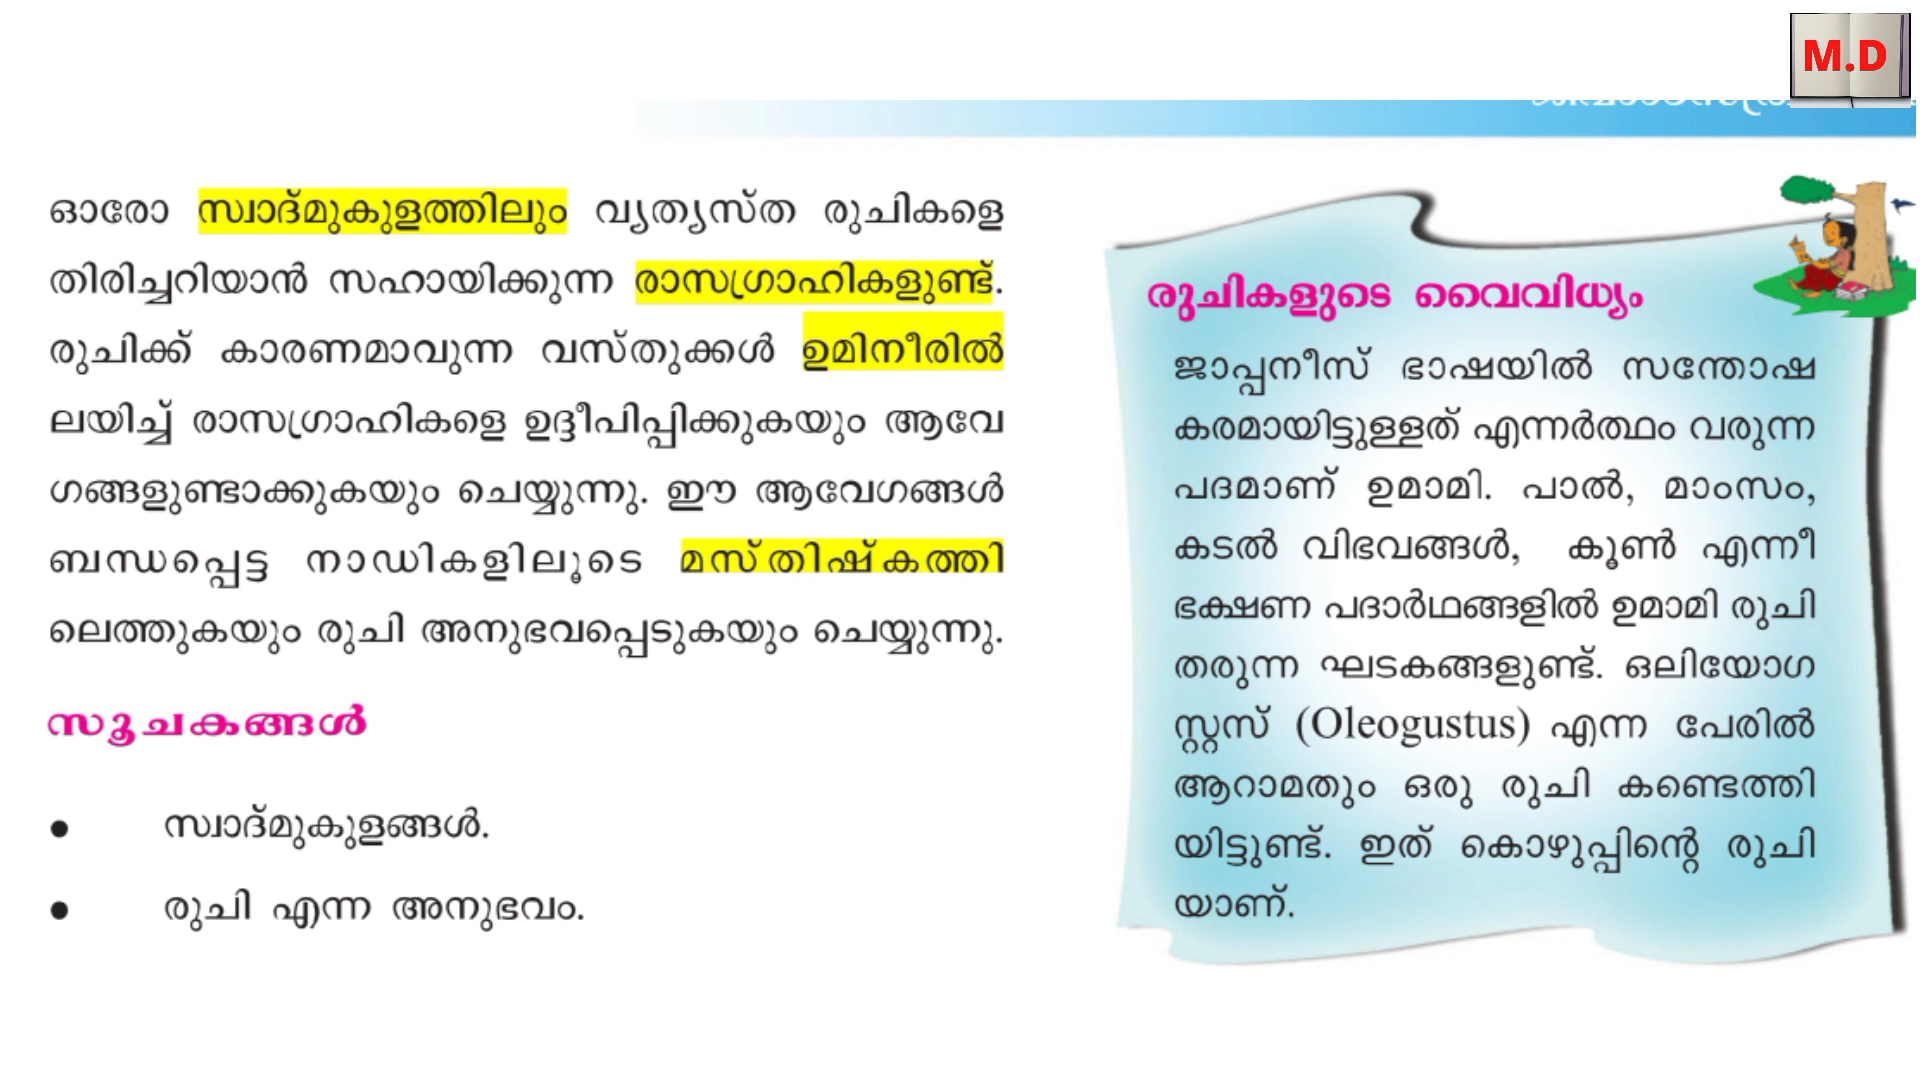 M.D
ഓരോ സ്വാദ്മുകുളത്തിലും വ്യത്യസ്ത രുചികളെ
തിരിച്ചറിയാൻ സഹായിക്കുന്ന രാസഗ്രാഹികളുണ്ട്.
രുചിക്ക് കാരണമാവുന്ന വസ്തുക്കൾ ഉമിനീരിൽ
ലയിച്ച് രാസഗ്രാഹികളെ ഉദ്ദീപിപ്പിക്കുകയും ആവേ
ഗങ്ങളുണ്ടാക്കുകയും ചെയ്യുന്നു. ഈ ആവേഗങ്ങൾ
ബന്ധപ്പെട്ട നാഡികളിലൂടെ മസ്തിഷ്കത്തി
ലെത്തുകയും രുചി അനുഭവപ്പെടുകയും ചെയ്യുന്നു.
സൂചകങ്ങൾ
• സ്വാദ്മുകുളങ്ങൾ.
• രുചി എന്ന അനുഭവം.
രുചികളുടെ വൈവിധ്യം
ജാപ്പനീസ് ഭാഷയിൽ സന്തോഷ
കരമായിട്ടുള്ളത് എന്നർത്ഥം വരുന്ന
പദമാണ് ഉമാമി. പാൽ, മാംസം,
കടൽ വിഭവങ്ങൾ, കൂൺ എന്നീ
ഭക്ഷണ പദാർഥങ്ങളിൽ ഉമാമി രുചി
തരുന്ന ഘടകങ്ങളുണ്ട്. ഒലിയോഗ
സ്റ്റസ് (Oleogustus) എന്ന പേരിൽ
ആറാമതും ഒരു രുചി കണ്ടെത്തി
യിട്ടുണ്ട്. ഇത് കൊഴുപ്പിന്റെ രുചി
യാണ്.